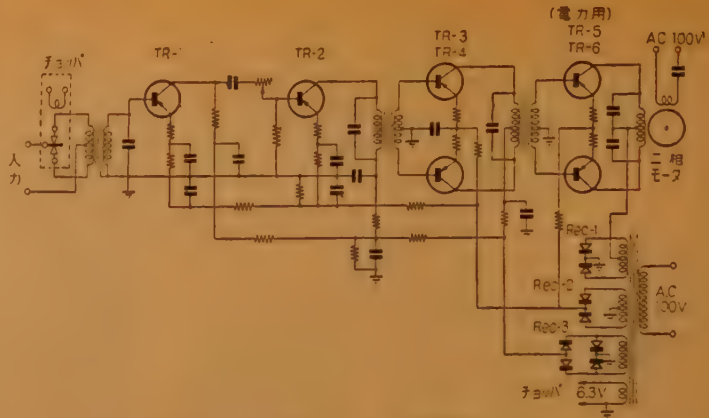 (電力用)
チョッパ
TR-1
TR-2
TR-3
TR-4
TR-5
TR-6
AC 100V
入力
二相
モータ
Rec-1
Rec-2
Rec-3
AC
100V
チョッパ 6.3V